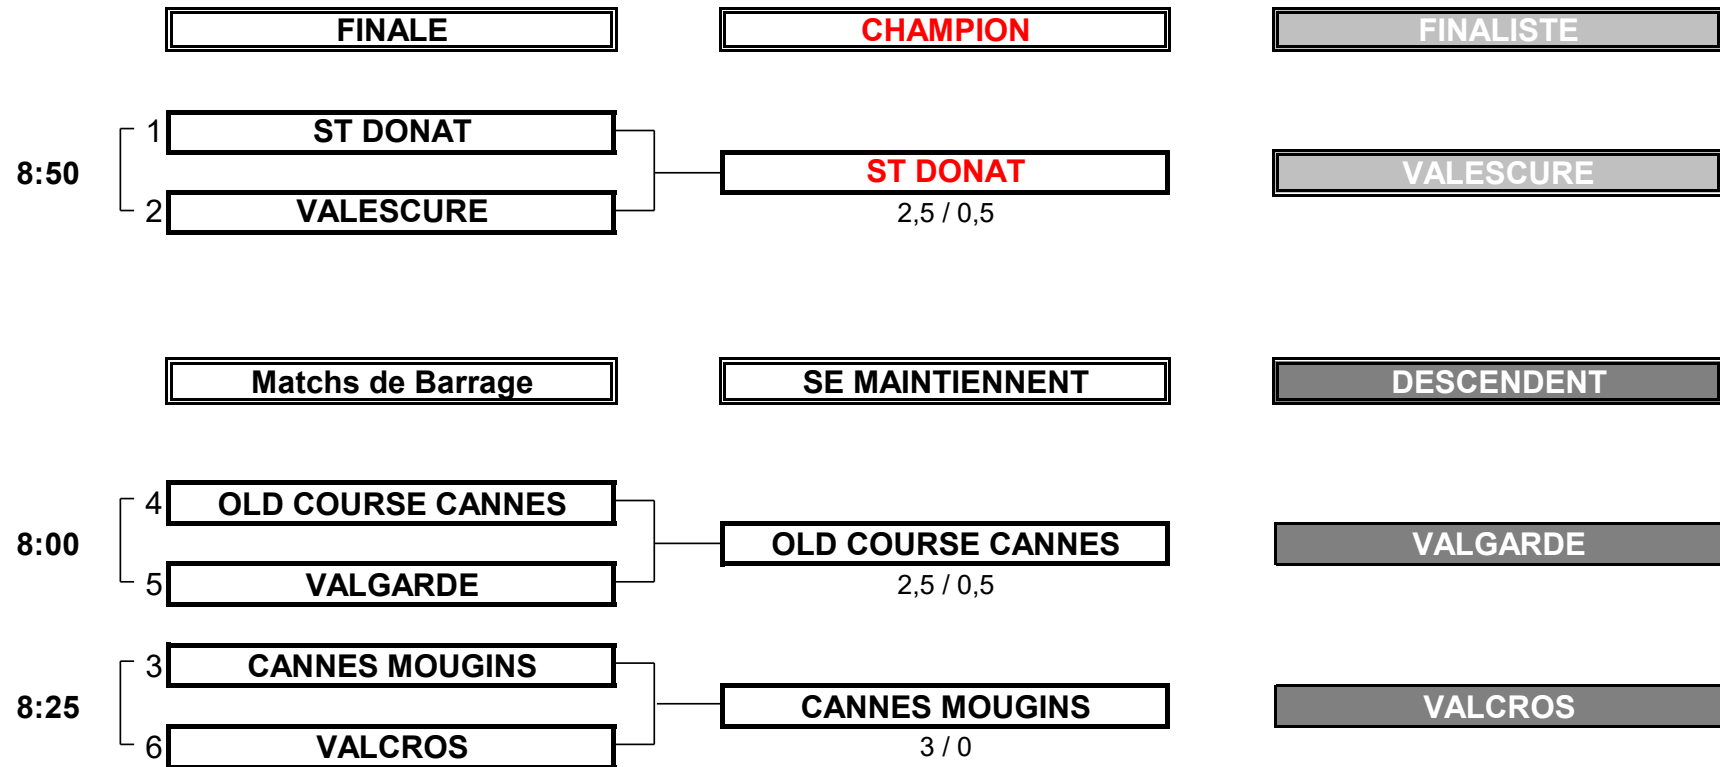 FINALE CHAMPION FINALISTE
1 ST DONAT
8:50 ST DONAT VALESCURE
2 VALESCURE 2,5 / 0,5
Matchs de Barrage SE MAINTIENNENT DESCENDENT
4 OLD COURSE CANNES
8:00 OLD COURSE CANNES VALGARDE
5 VALGARDE 2,5 / 0,5
3 CANNES MOUGINS
8:25 CANNES MOUGINS VALCROS
6 VALCROS 3 / 0